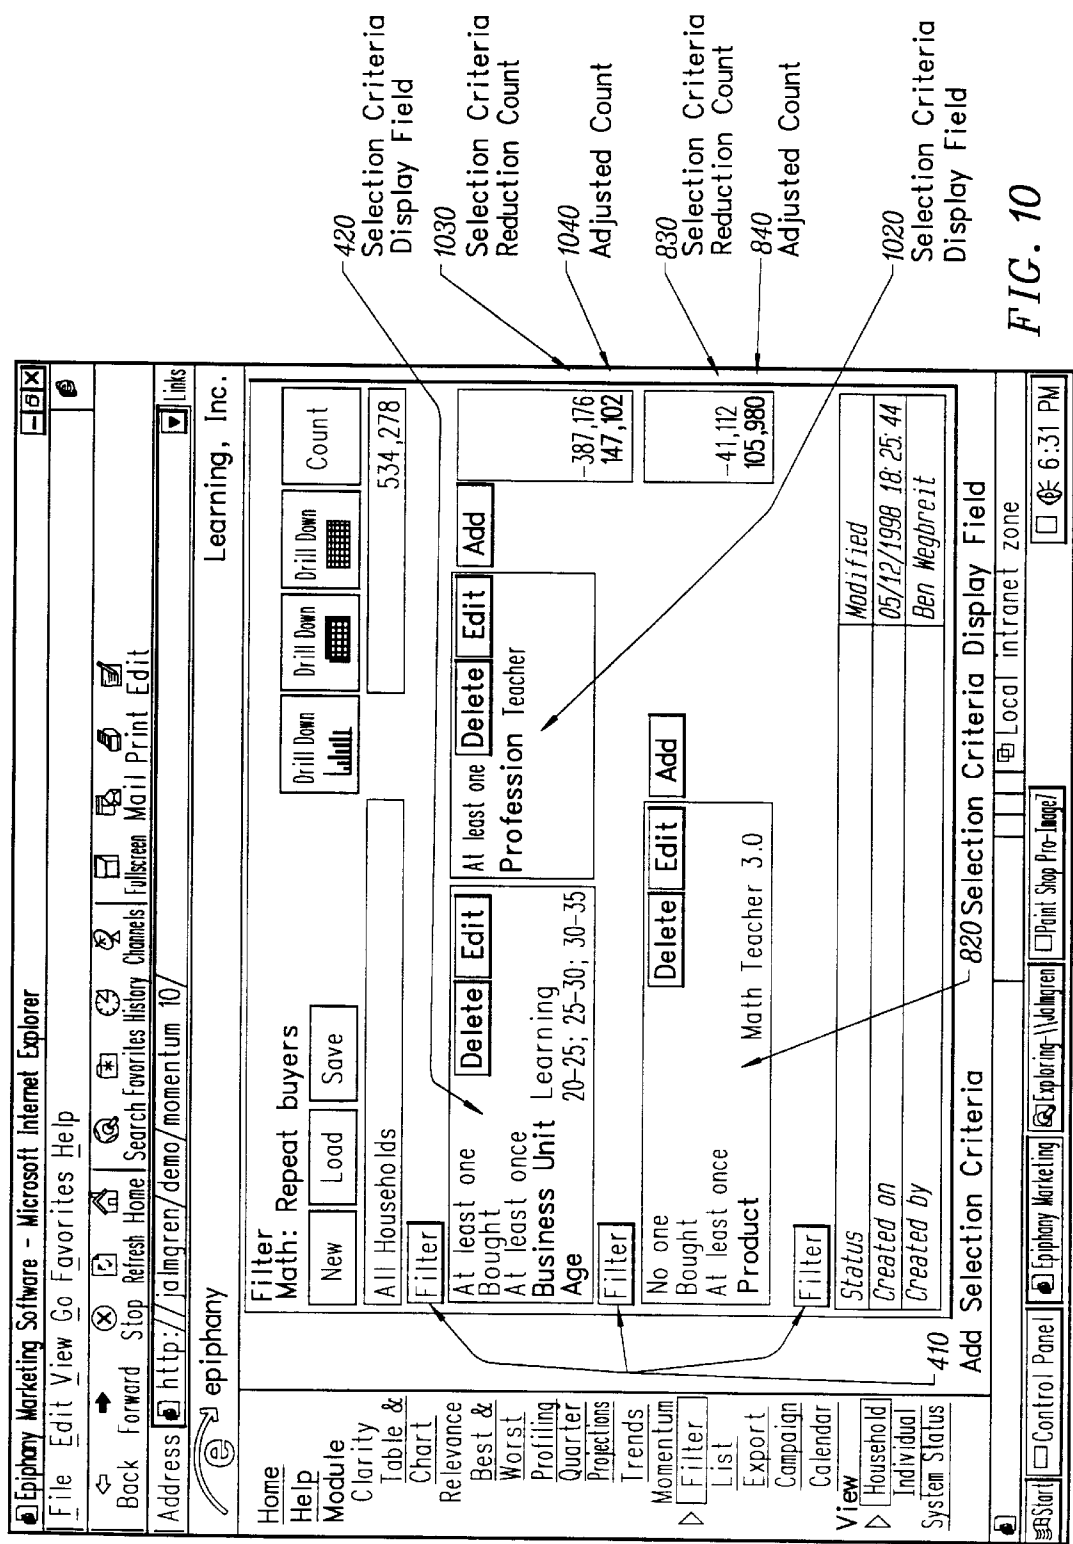 Epiphany Marketing Software - Microsoft Internet Explorer
File Edit View Go Favorites Help
Back Forward Stop Refresh Home Search Favorites History Channels Fullscreen Mail Print Edit
Address http://jalmgren/demo/momentum 10/ Links
e epiphany
Learning, Inc.
Home
Help
Module
Clarity
Table &
Chart
Relevance
Best &
Worst
Profiling
Quarter
Projections
Trends
Momentum
Filter
List
Export
Campaign
Calendar
View
Household
Individual
System Status
Filter
Math: Repeat buyers
New Load Save
Drill Down Drill Down Drill Down Count
All Households 534,278
Filter
At least one Delete Edit
Bought
At least once
Business Unit Learning
Age 20-25; 25-30; 30-35
At least one Delete Edit Add
Profession Teacher
-387,176
147,102
Filter
No one Delete Edit Add
Bought
At least once
Product Math Teacher 3.0
-41,112
105,980
Filter
Status Modified
Created on 05/12/1998 18:25:44
Created by Ben Wegbreit
410
Add Selection Criteria
820 Selection Criteria Display Field
Local intranet zone
Start Control Panel Epiphany Marketing Exploring-\\Jalmgren Paint Shop Pro-Image7 6:31 PM
420
Selection Criteria
Display Field
1030
Selection Criteria
Reduction Count
1040
Adjusted Count
830
Selection Criteria
Reduction Count
840
Adjusted Count
1020
Selection Criteria
Display Field
FIG. 10